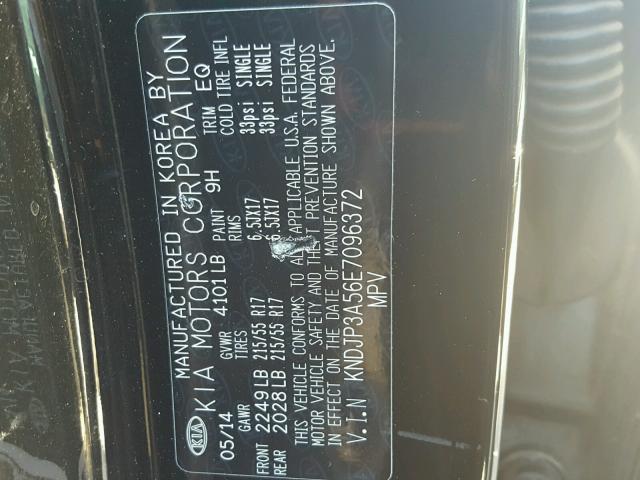 KIA
MANUFACTURED IN KOREA BY
KIA MOTORS CORPORATION
05/14 GVWR 4101LB PAINT 9H TRIM EQ
GAWR TIRES RIMS COLD TIRE INFL
FRONT 2249LB 215/55 R17 6.5JX17 33psi SINGLE
REAR 2028LB 215/55 R17 6.5JX17 33psi SINGLE
THIS VEHICLE CONFORMS TO ALL APPLICABLE U.S.A. FEDERAL
MOTOR VEHICLE SAFETY AND THEFT PREVENTION STANDARDS
IN EFFECT ON THE DATE OF MANUFACTURE SHOWN ABOVE.
V.I.N KNDJP3A56E7096372
MPV